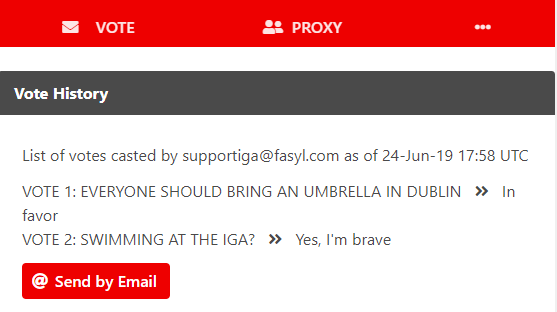 VOTE PROXY
Vote History
List of votes casted by supportiga@fasyl.com as of 24-Jun-19 17:58 UTC
VOTE 1: EVERYONE SHOULD BRING AN UMBRELLA IN DUBLIN » In
favor
VOTE 2: SWIMMING AT THE IGA? » Yes, I'm brave
@ Send by Email